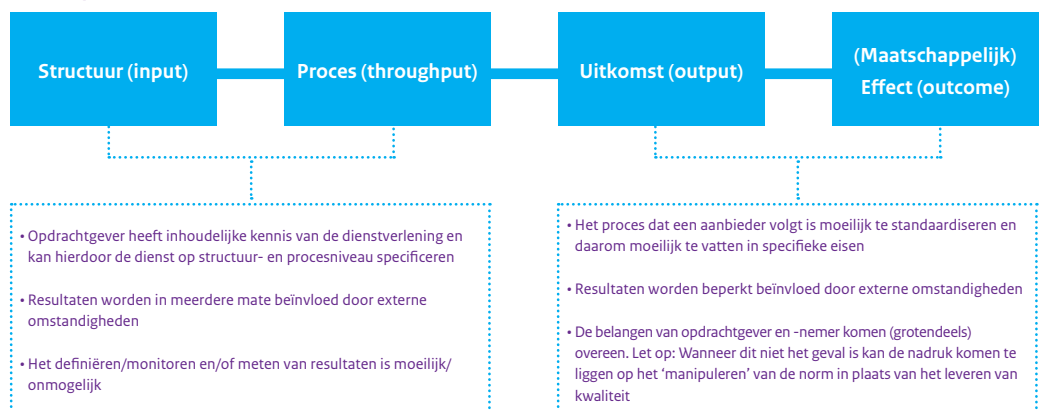 Structuur (input)
Proces (throughput)
Uitkomst (output)
(Maatschappelijk)
Effect (outcome)
• Opdrachtgever heeft inhoudelijke kennis van de dienstverlening en
kan hierdoor de dienst op structuur- en procesniveau specificeren
• Resultaten worden in meerdere mate beïnvloed door externe
omstandigheden
• Het definiëren/monitoren en/of meten van resultaten is moeilijk/
onmogelijk
• Het proces dat een aanbieder volgt is moeilijk te standaardiseren en
daarom moeilijk te vatten in specifieke eisen
• Resultaten worden beperkt beïnvloed door externe omstandigheden
• De belangen van opdrachtgever en -nemer komen (grotendeels)
overeen. Let op: Wanneer dit niet het geval is kan de nadruk komen te
liggen op het ‘manipuleren’ van de norm in plaats van het leveren van
kwaliteit